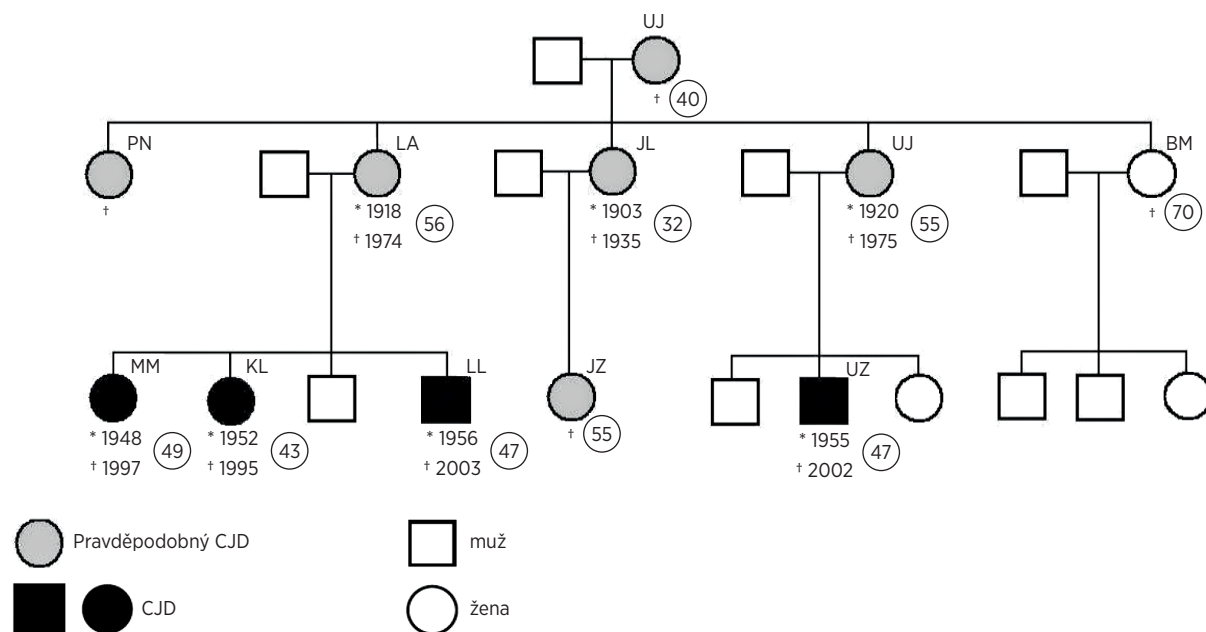 UJ
† 40
PN LA JL UJ BM
†
* 1918 56
† 1974
* 1903 32
† 1935
* 1920 55
† 1975
† 70
MM KL LL JZ UZ
* 1948 49
† 1997
* 1952 43
† 1995
* 1956 47
† 2003
† 55
* 1955 47
† 2002
Pravděpodobný CJD muž
CJD žena